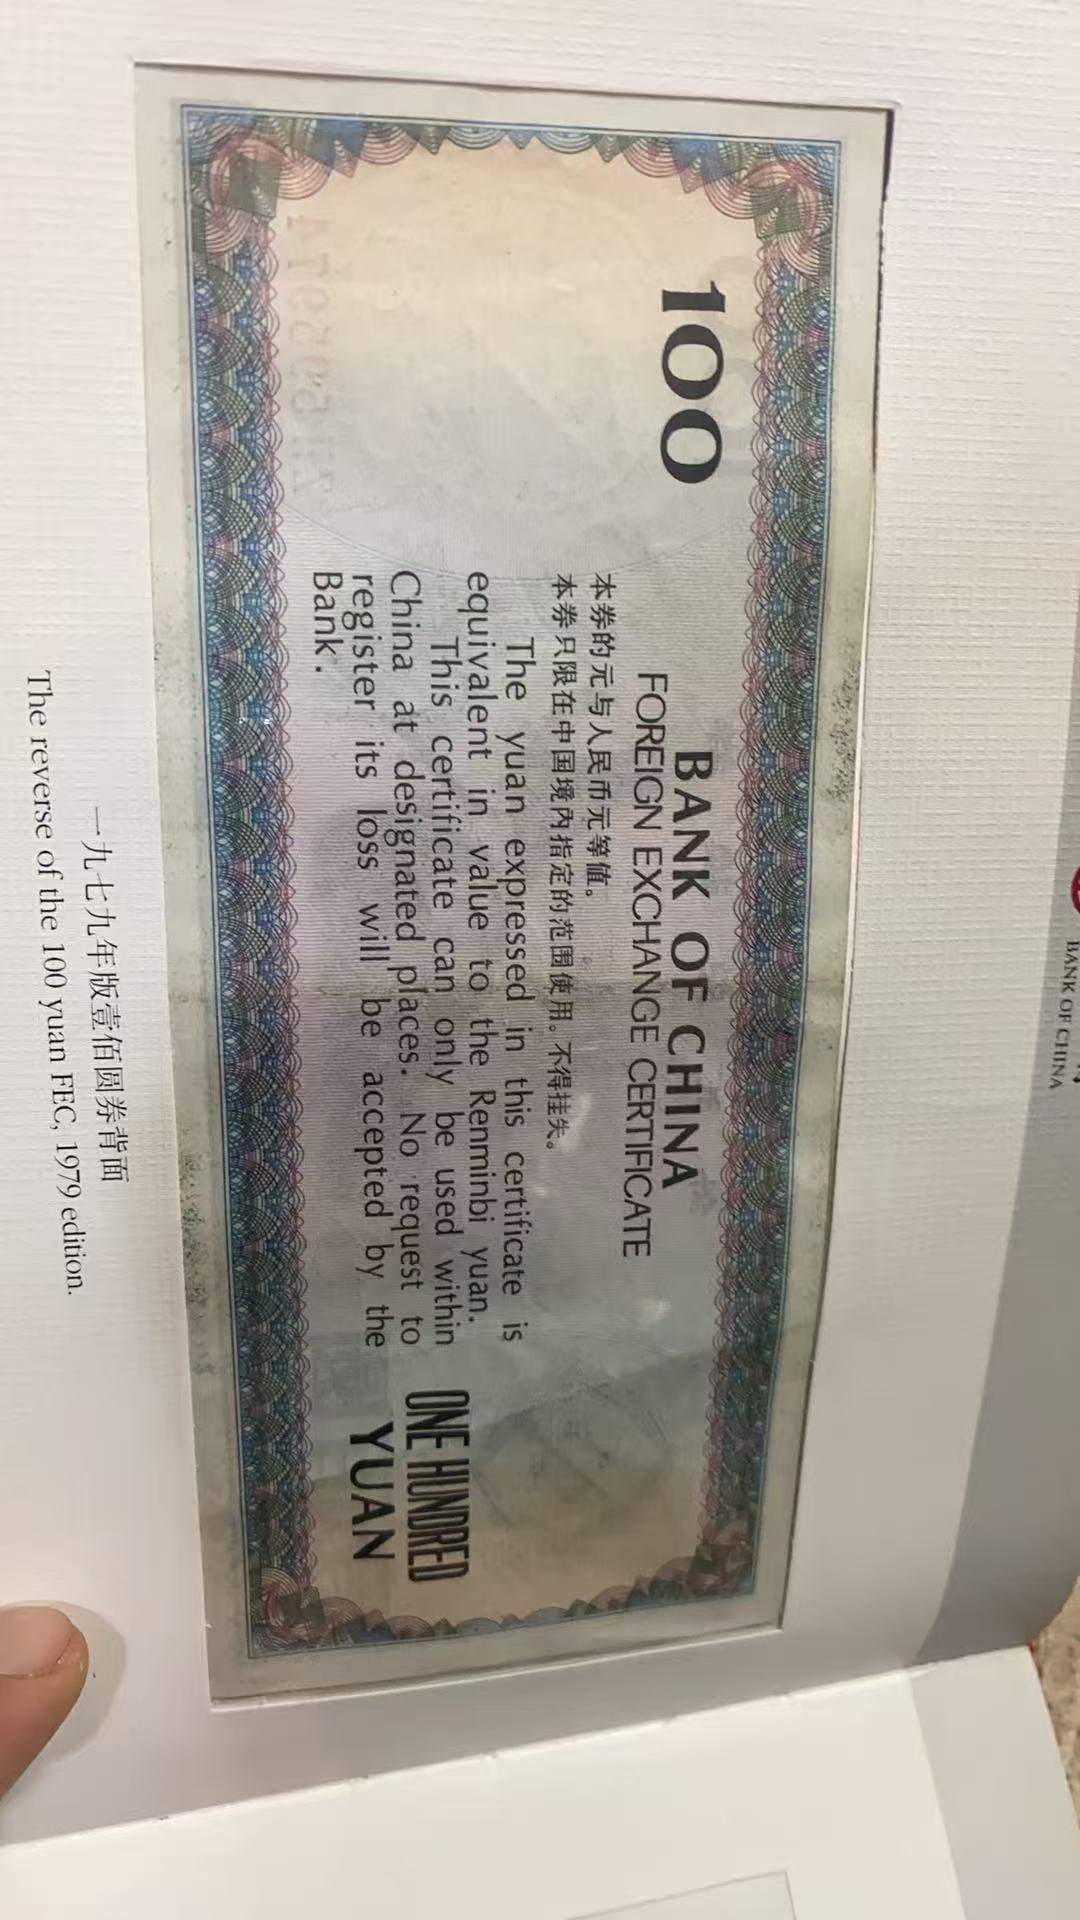 BANK OF CHINA
100
BANK OF CHINA
FOREIGN EXCHANGE CERTIFICATE
本券的元与人民币元等值。
本券只限在中国境内指定的范围使用。不得挂失。
The yuan expressed in this certificate is
equivalent in value to the Renminbi yuan.
This certificate can only be used within
China at designated places. No request to
register its loss will be accepted by the
Bank.
ONE HUNDRED
YUAN
一九七九年版壹佰圆券背面
The reverse of the 100 yuan FEC, 1979 edition.